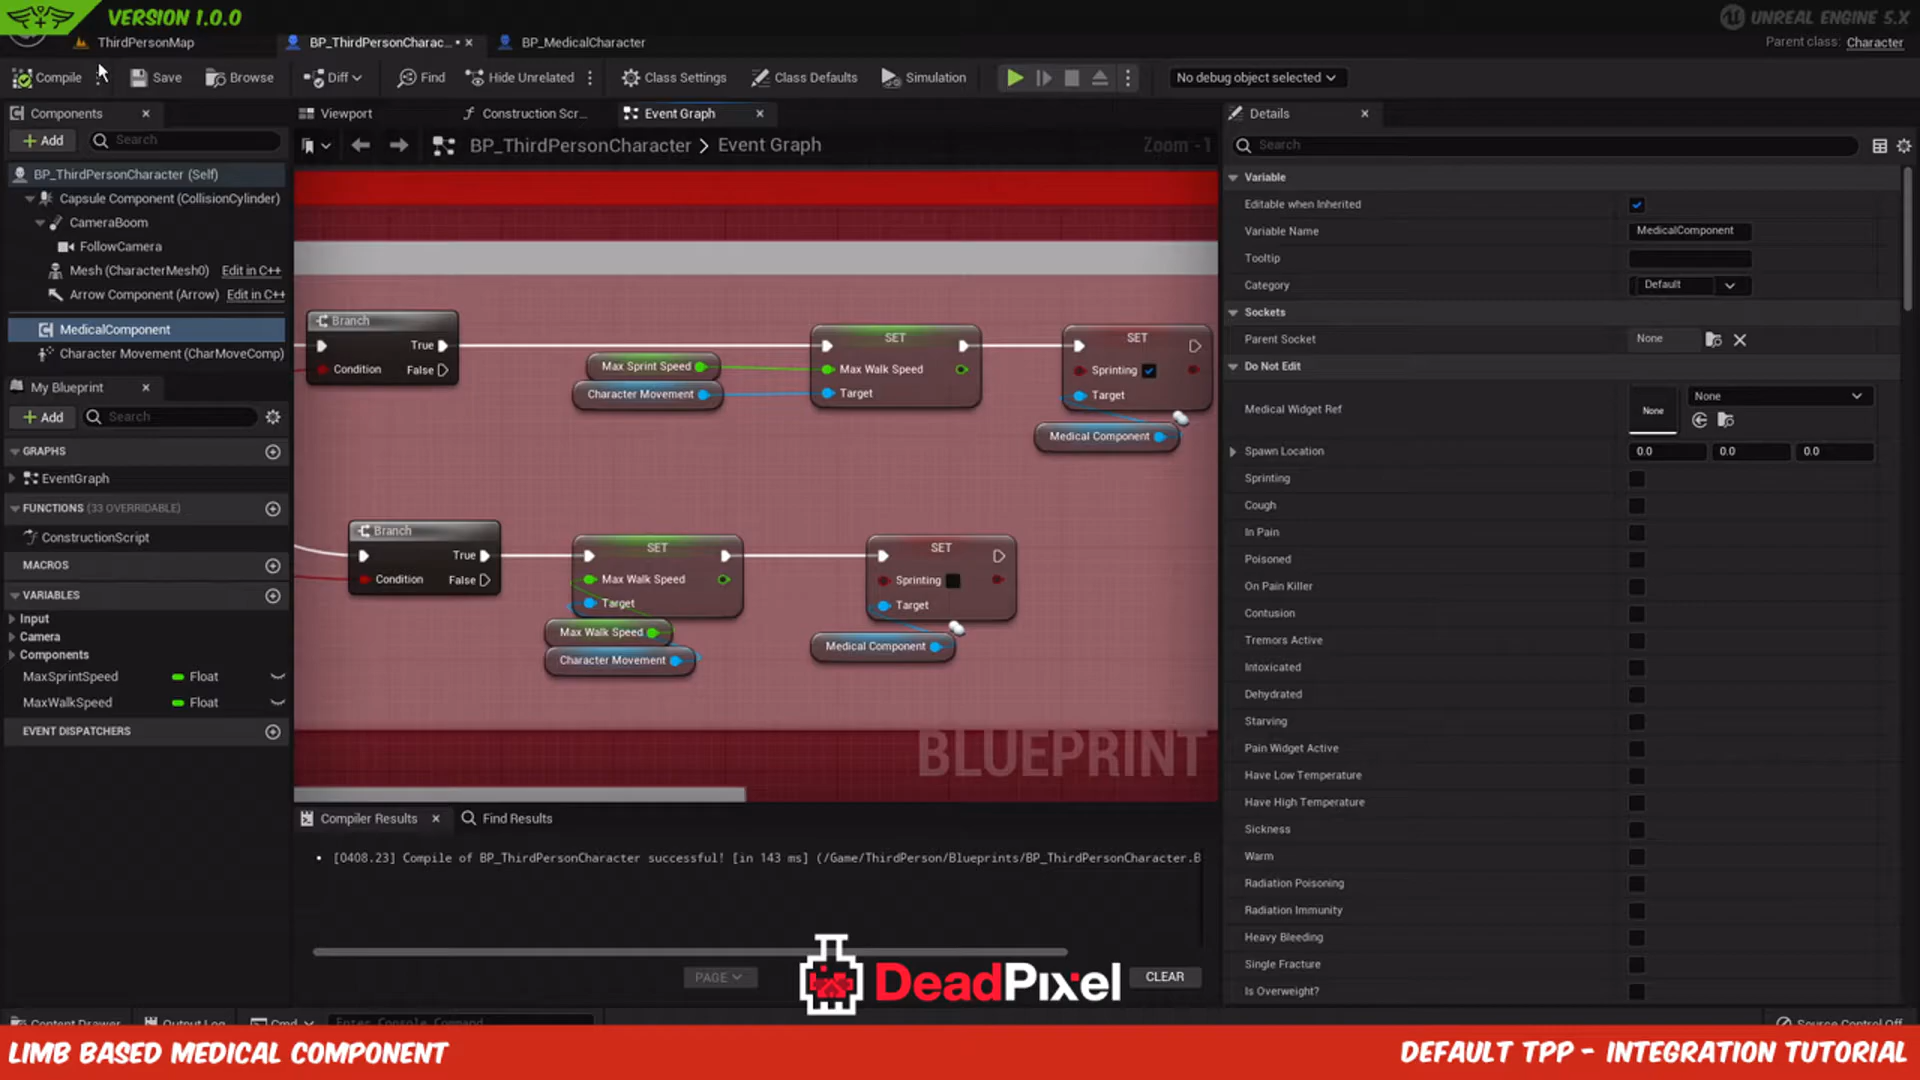 VERSION 1.0.0
UNREAL ENGINE 5.X
ThirdPersonMap
BP_ThirdPersonCharac...
BP_MedicalCharacter
Parent class: Character
Compile
Save
Browse
Diff
Find
Hide Unrelated
Class Settings
Class Defaults
Simulation
No debug object selected
Components
Viewport
Construction Scr...
Event Graph
Details
Add
Search
BP_ThirdPersonCharacter > Event Graph
Zoom -1
Search
BP_ThirdPersonCharacter (Self)
Capsule Component (CollisionCylinder)
CameraBoom
FollowCamera
Mesh (CharacterMesh0) Edit in C++
Arrow Component (Arrow) Edit in C++
MedicalComponent
Character Movement (CharMoveComp)
My Blueprint
Add
Search
GRAPHS
EventGraph
FUNCTIONS (33 OVERRIDABLE)
ConstructionScript
MACROS
VARIABLES
Input
Camera
Components
MaxSprintSpeed Float
MaxWalkSpeed Float
EVENT DISPATCHERS
Branch
True
Condition False
Max Sprint Speed
Character Movement
SET
Max Walk Speed
Target
SET
Sprinting
Target
Medical Component
Branch
True
Condition False
SET
Max Walk Speed
Target
Max Walk Speed
Character Movement
SET
Sprinting
Target
Medical Component
BLUEPRINT
Compiler Results
Find Results
[0408.23] Compile of BP_ThirdPersonCharacter successful! [in 143 ms] (/Game/ThirdPerson/Blueprints/BP_ThirdPersonCharacter.B
PAGE
CLEAR
DeadPixel
Variable
Editable when Inherited
Variable Name MedicalComponent
Tooltip
Category Default
Sockets
Parent Socket None
Do Not Edit
Medical Widget Ref None None
Spawn Location 0.0 0.0 0.0
Sprinting
Cough
In Pain
Poisoned
On Pain Killer
Contusion
Tremors Active
Intoxicated
Dehydrated
Starving
Pain Widget Active
Have Low Temperature
Have High Temperature
Sickness
Warm
Radiation Poisoning
Radiation Immunity
Heavy Bleeding
Single Fracture
Is Overweight?
Content Drawer
Output Log
Cmd
Enter Console Command
Source Control Off
LIMB BASED MEDICAL COMPONENT
DEFAULT TPP - INTEGRATION TUTORIAL